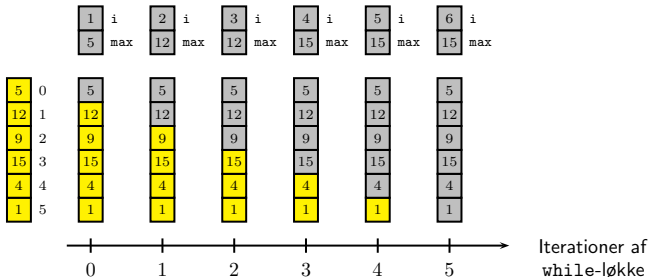 1 i 2 i 3 i 4 i 5 i 6 i
5 max 12 max 12 max 15 max 15 max 15 max
5 0 5 5 5 5 5 5
12 1 12 12 12 12 12 12
9 2 9 9 9 9 9 9
15 3 15 15 15 15 15 15
4 4 4 4 4 4 4 4
1 5 1 1 1 1 1 1
0 1 2 3 4 5
Iterationer af
while-løkke